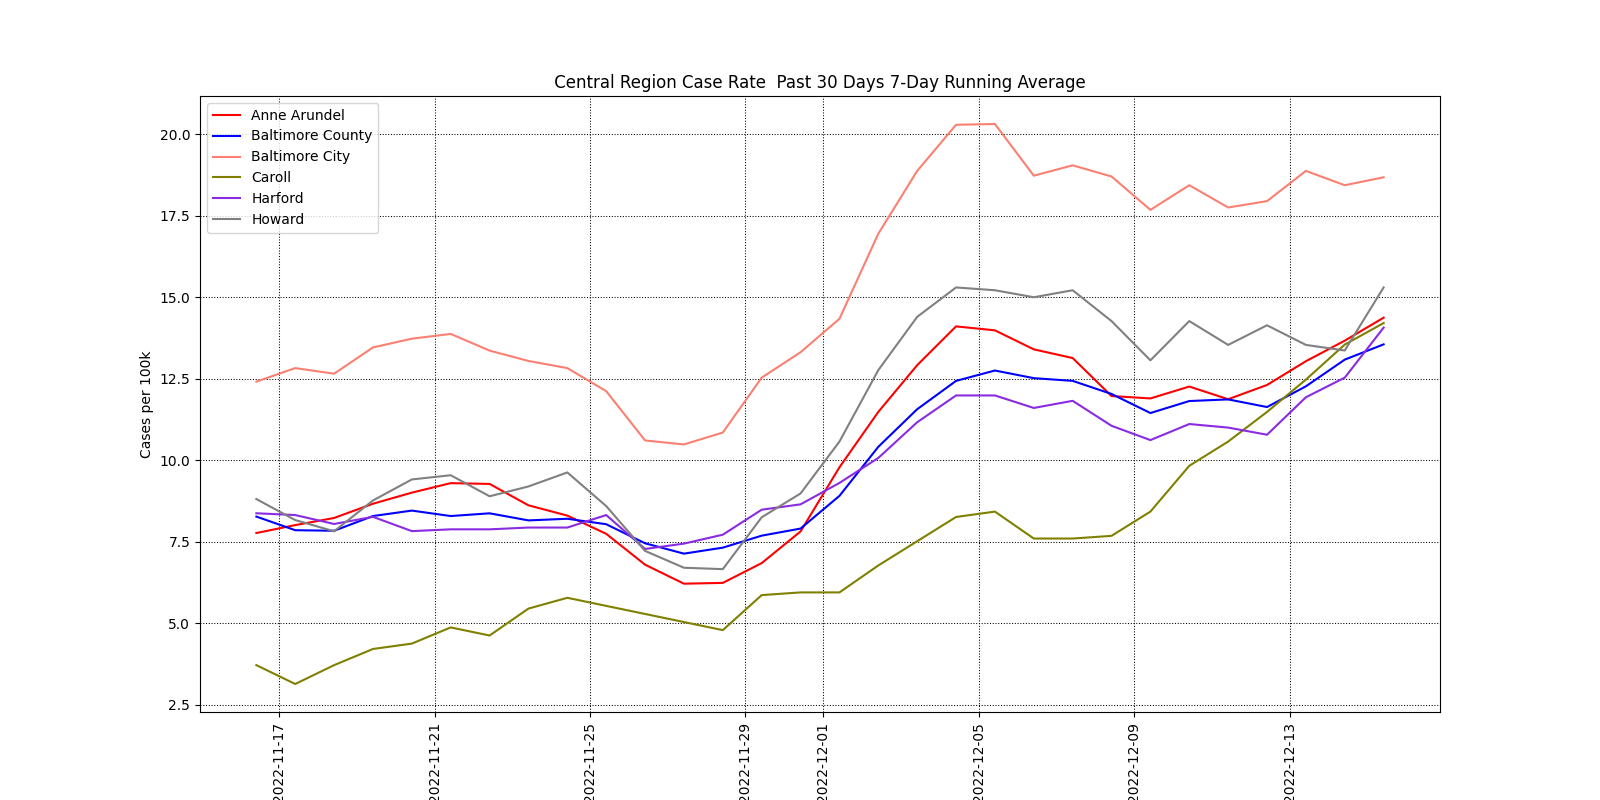 Central Region Case Rate  Past 30 Days 7-Day Running Average
Anne Arundel
Baltimore County
Baltimore City
Caroll
Harford
Howard
Cases per 100k
20.0
17.5
15.0
12.5
10.0
7.5
5.0
2.5
2022-11-17
2022-11-21
2022-11-25
2022-11-29
2022-12-01
2022-12-05
2022-12-09
2022-12-13